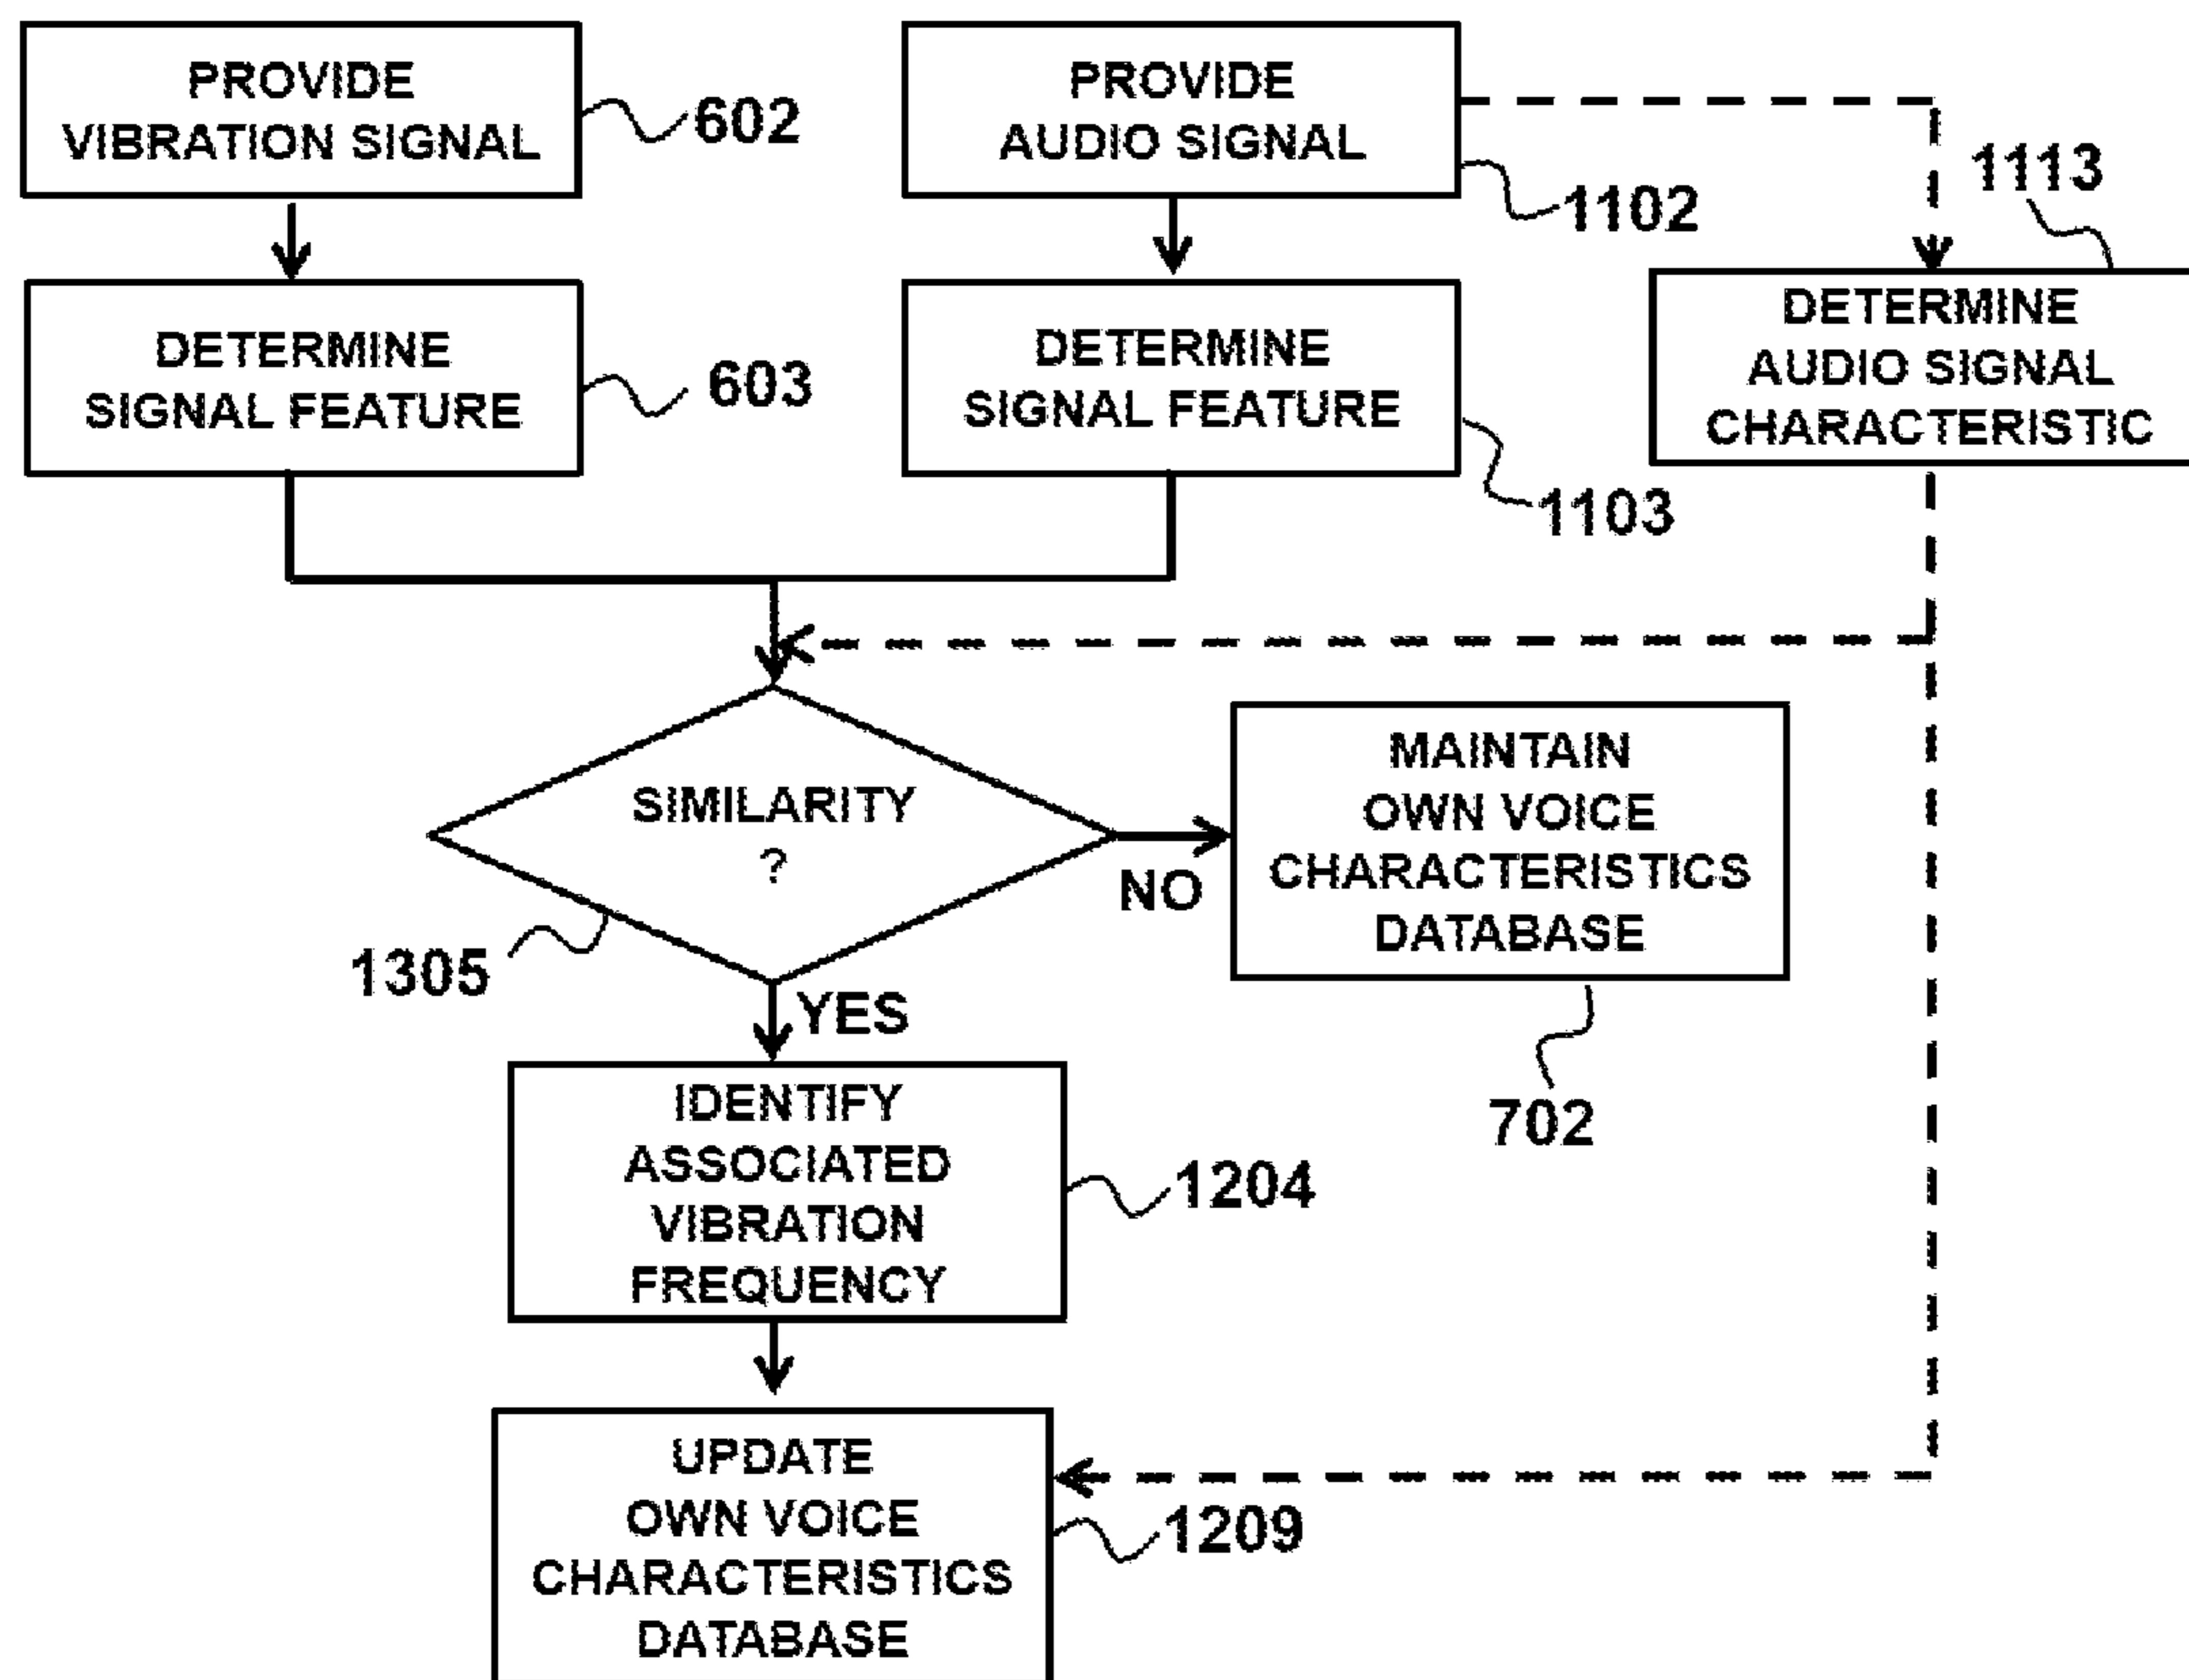 PROVIDE
VIBRATION SIGNAL
602
PROVIDE
AUDIO SIGNAL
1102
1113
DETERMINE
SIGNAL FEATURE
603
DETERMINE
SIGNAL FEATURE
1103
DETERMINE
AUDIO SIGNAL
CHARACTERISTIC
SIMILARITY
?
1305
NO
YES
MAINTAIN
OWN VOICE
CHARACTERISTICS
DATABASE
702
IDENTIFY
ASSOCIATED
VIBRATION
FREQUENCY
1204
UPDATE
OWN VOICE
CHARACTERISTICS
DATABASE
1209